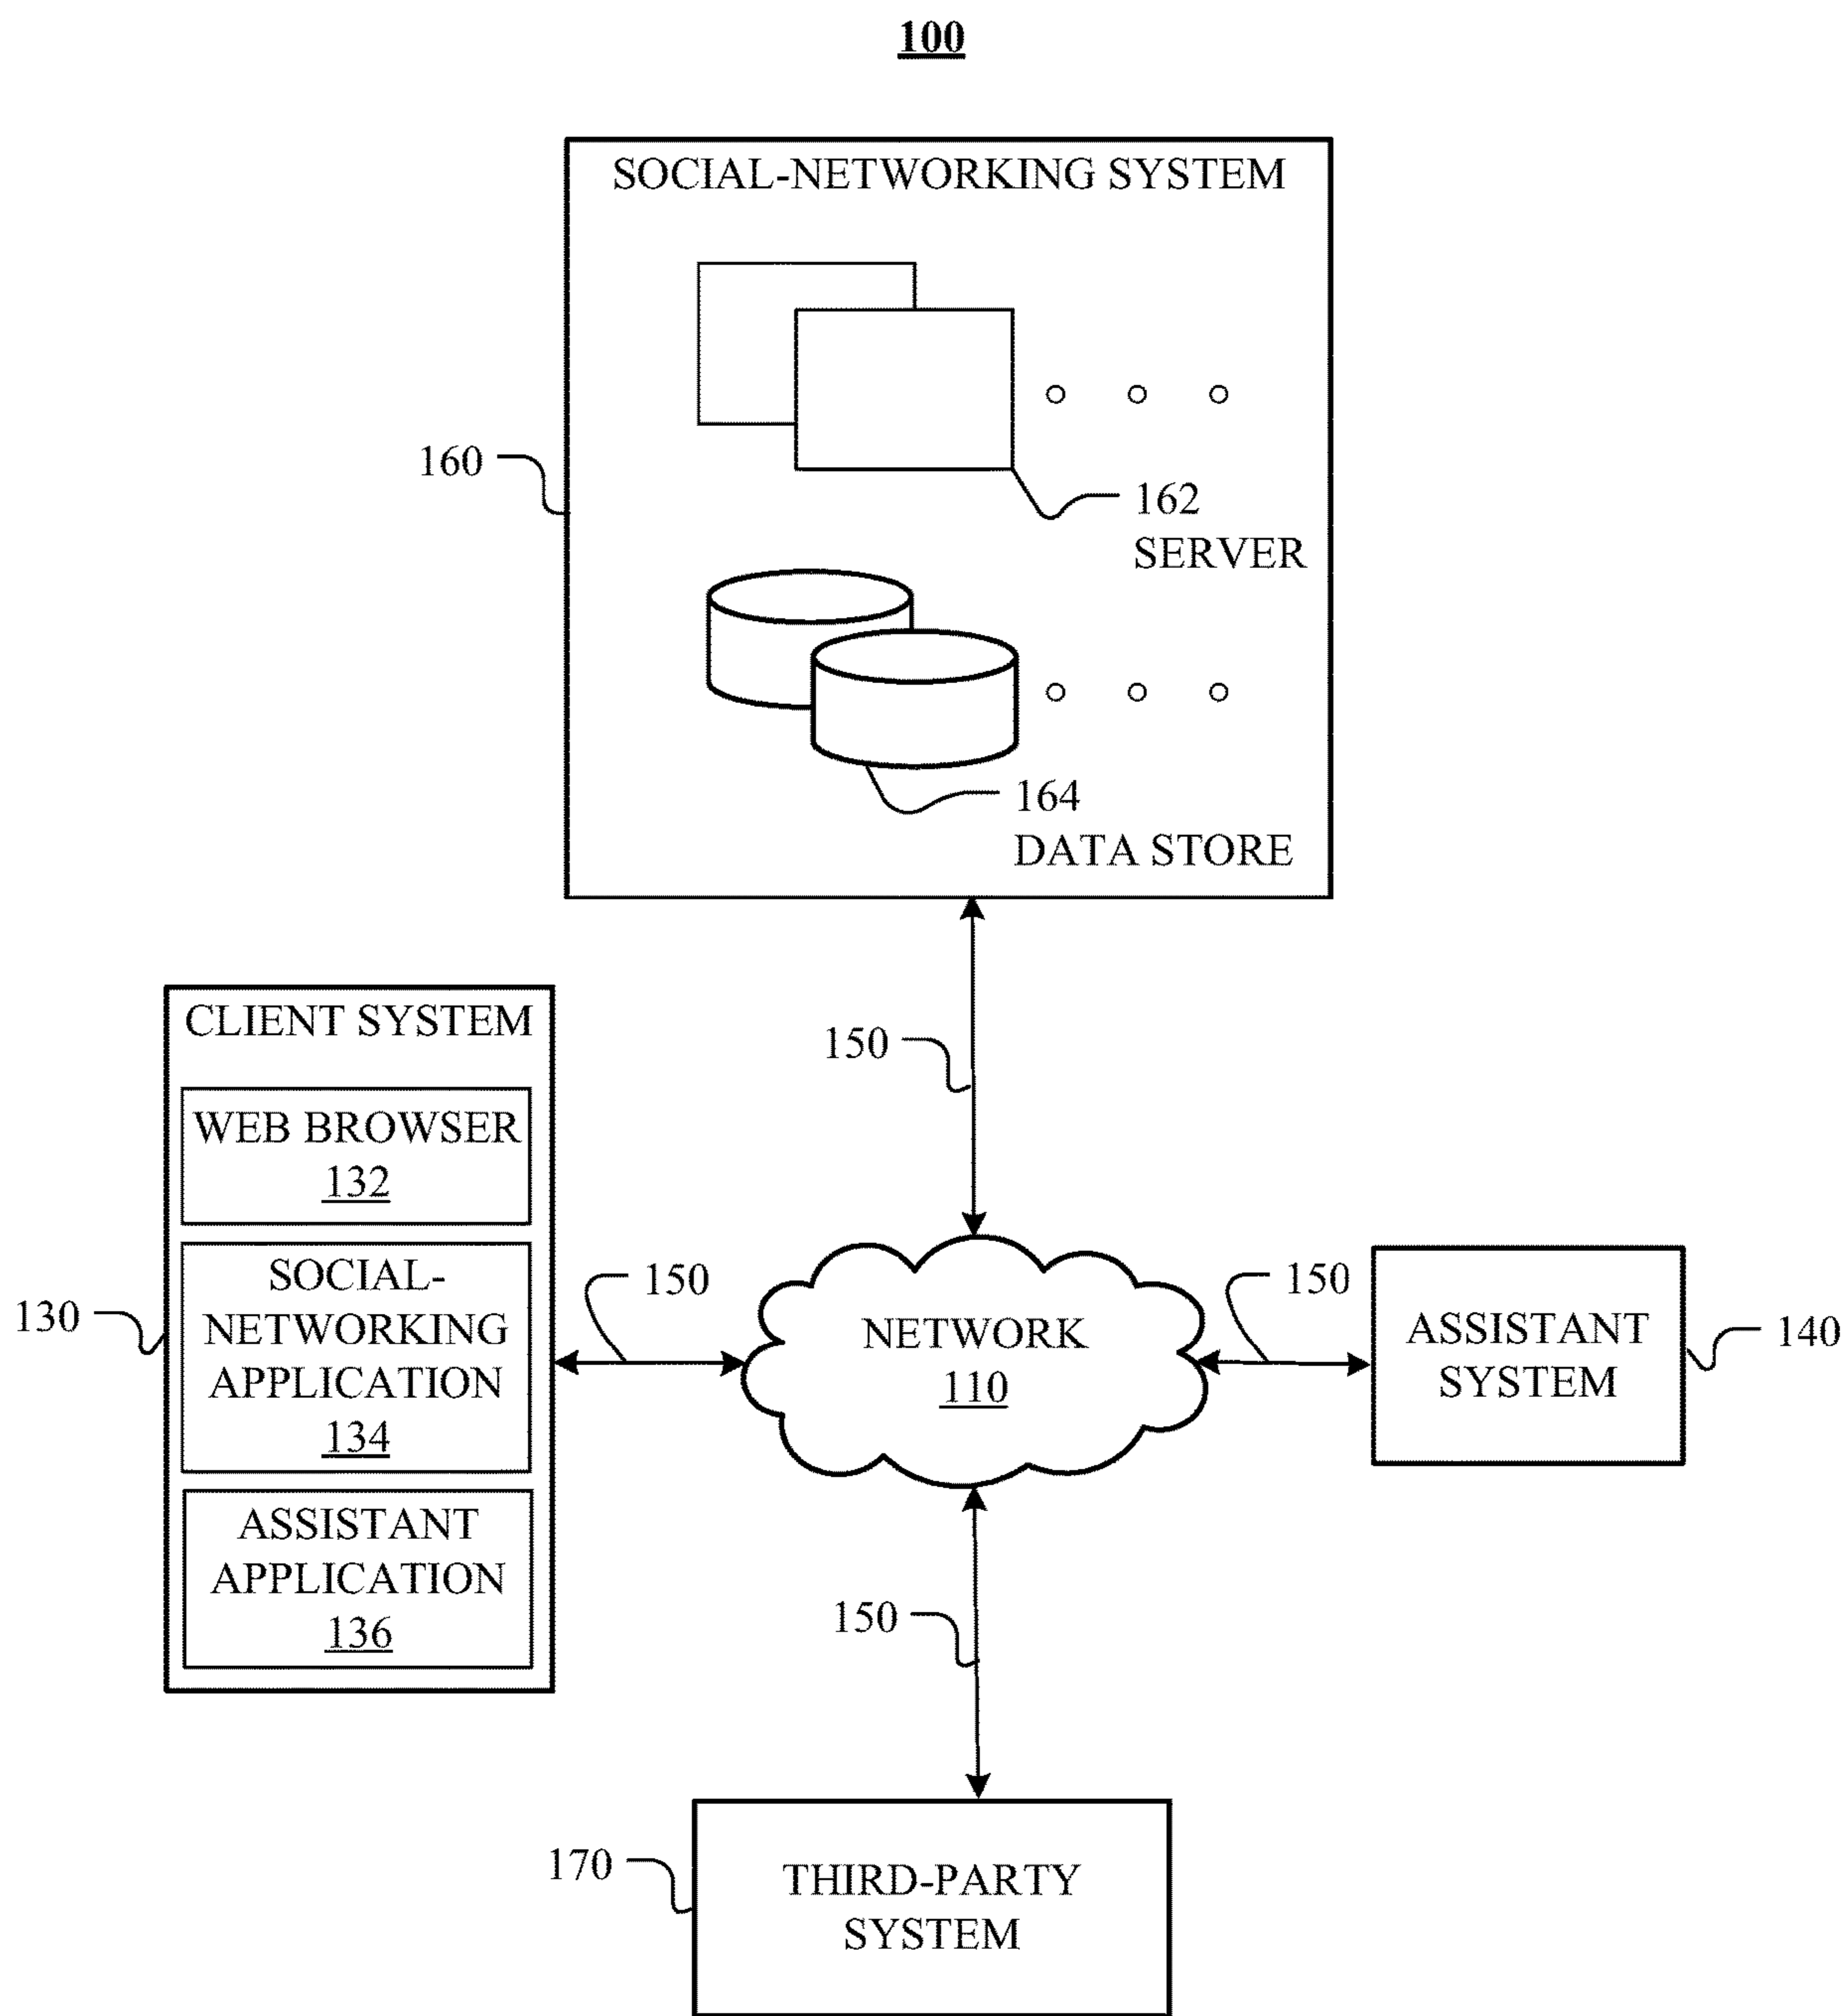 100
SOCIAL-NETWORKING SYSTEM
160
162
SERVER
164
DATA STORE
CLIENT SYSTEM
WEB BROWSER
132
SOCIAL-
NETWORKING
APPLICATION
134
ASSISTANT
APPLICATION
136
130
150
150
NETWORK
110
150
ASSISTANT
SYSTEM
140
150
170
THIRD-PARTY
SYSTEM